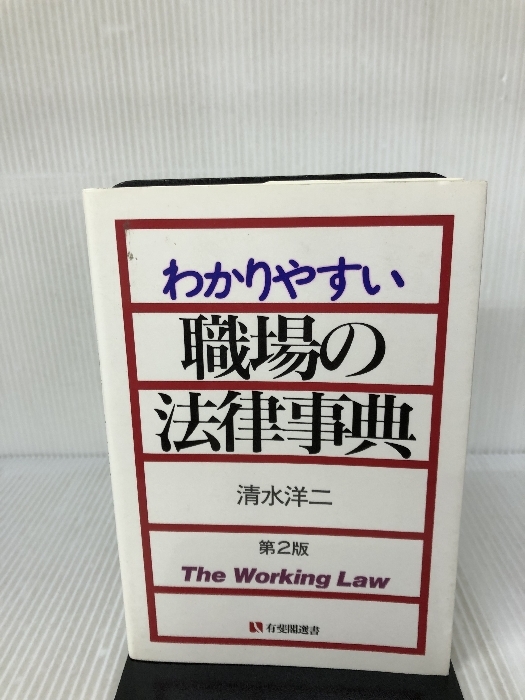 わかりやすい
職場の
法律事典
清水洋二
第2版
The Working Law
有斐閣選書